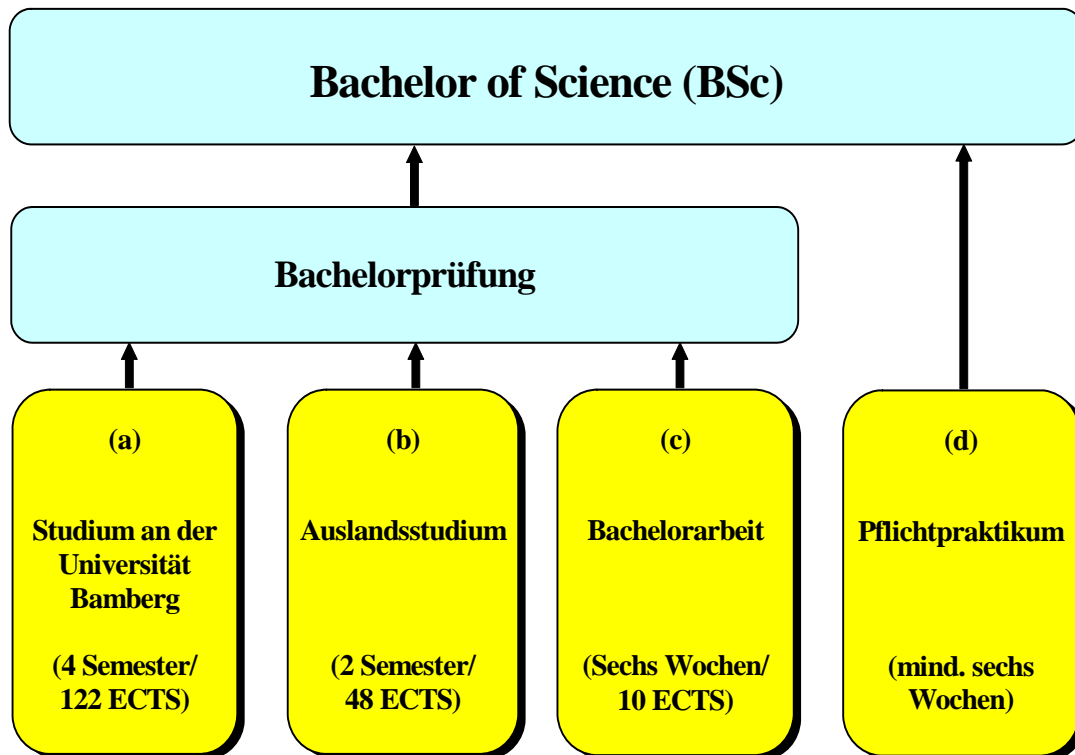 Bachelor of Science (BSc)
Bachelorprüfung
(a)
Studium an der
Universität
Bamberg
(4 Semester/
122 ECTS)
(b)
Auslandsstudium
(2 Semester/
48 ECTS)
(c)
Bachelorarbeit
(Sechs Wochen/
10 ECTS)
(d)
Pflichtpraktikum
(mind. sechs
Wochen)